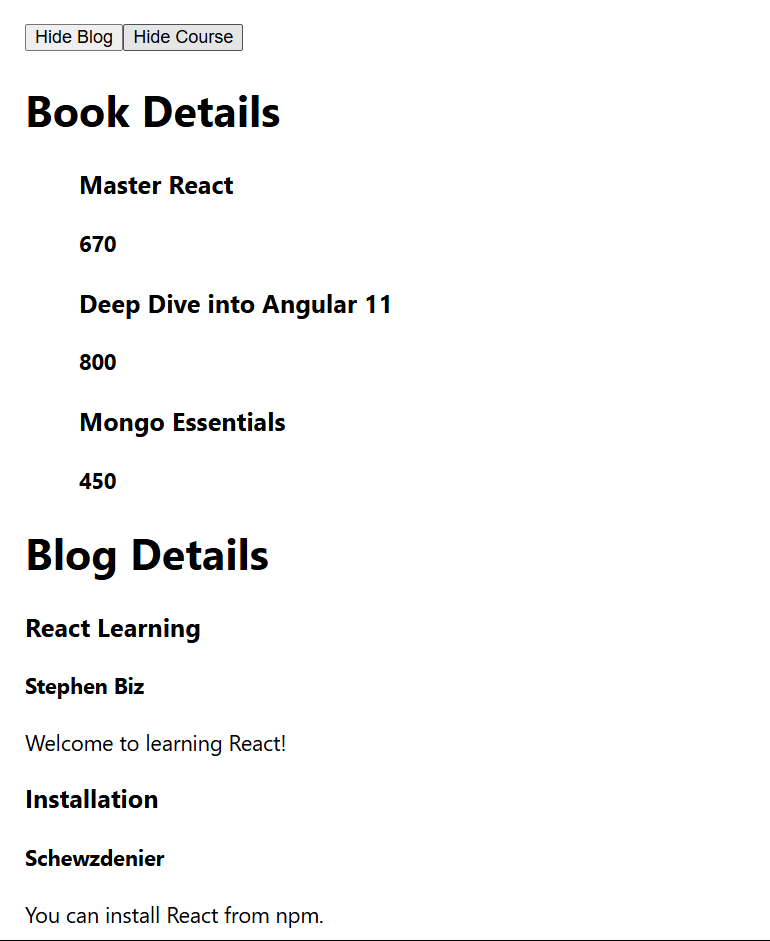 Hide Blog Hide Course
Book Details
Master React
670
Deep Dive into Angular 11
800
Mongo Essentials
450
Blog Details
React Learning
Stephen Biz
Welcome to learning React!
Installation
Schewzdenier
You can install React from npm.